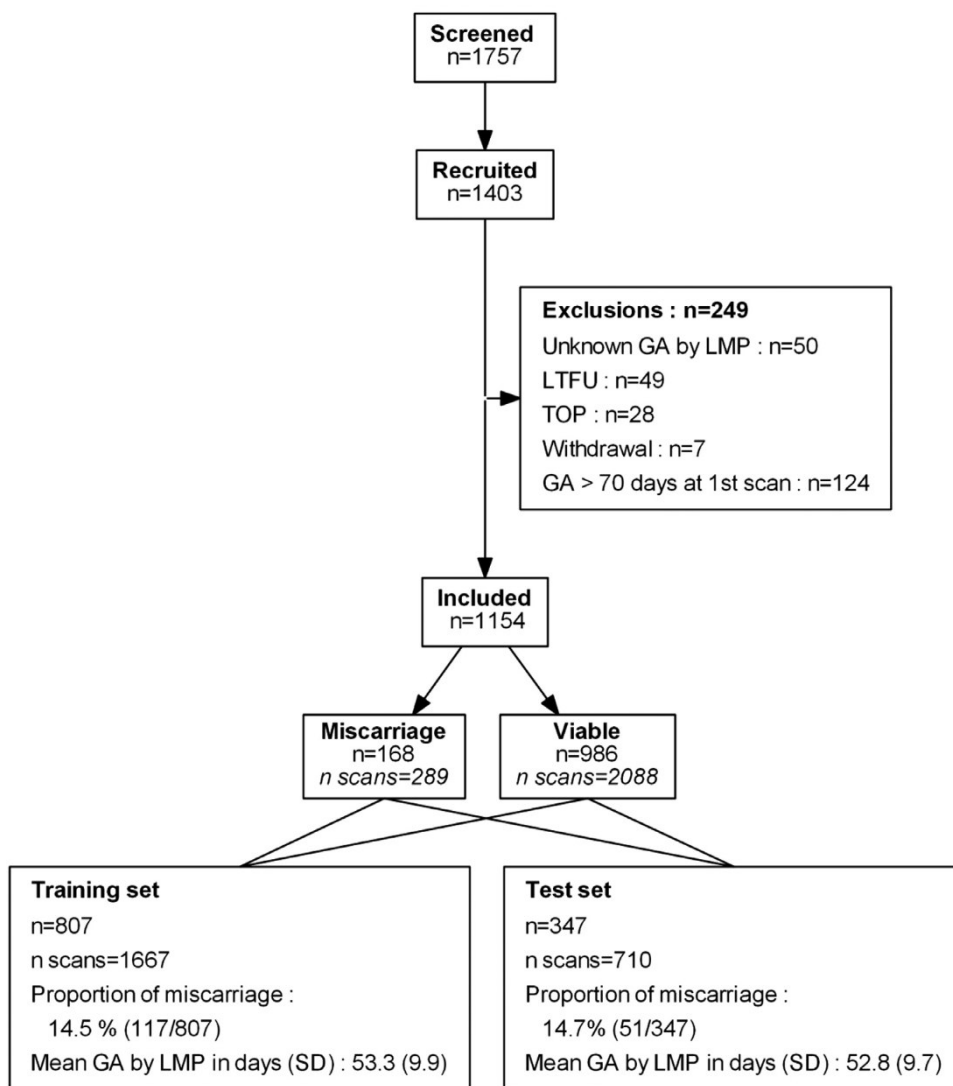 Screened
n=1757
Recruited
n=1403
Exclusions : n=249
Unknown GA by LMP : n=50
LTFU : n=49
TOP : n=28
Withdrawal : n=7
GA > 70 days at 1st scan : n=124
Included
n=1154
Miscarriage
n=168
n scans=289
Viable
n=986
n scans=2088
Training set
n=807
n scans=1667
Proportion of miscarriage :
14.5 % (117/807)
Mean GA by LMP in days (SD) : 53.3 (9.9)
Test set
n=347
n scans=710
Proportion of miscarriage :
14.7% (51/347)
Mean GA by LMP in days (SD) : 52.8 (9.7)